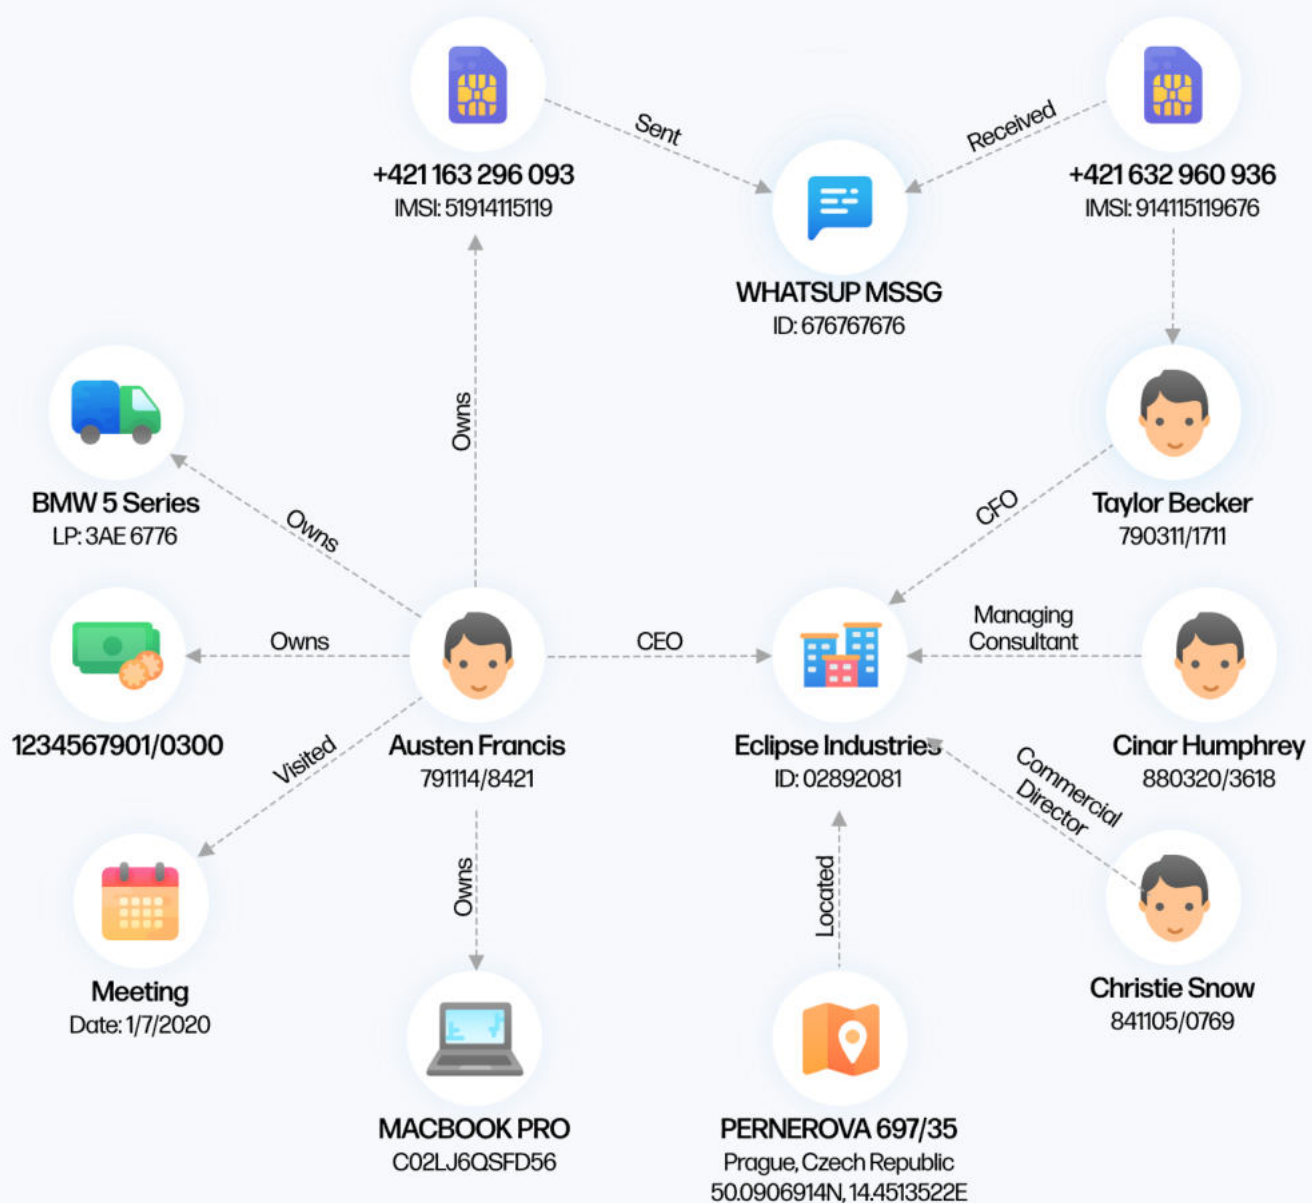 Sent
Received
+421 163 296 093
IMSI: 51914115119
+421 632 960 936
IMSI: 914115119676
WHATSUP MSSG
ID: 676767676
Owns
BMW 5 Series
LP: 3AE 6776
Owns
Taylor Becker
790311/1711
CFO
Owns
CEO
Managing
Consultant
1234567901/0300
Austen Francis
791114/8421
Eclipse Industries
ID: 02892081
Cinar Humphrey
880320/3618
Visited
Commercial
Director
Owns
Located
Meeting
Date: 1/7/2020
Christie Snow
841105/0769
MACBOOK PRO
C02LJ6QSFD56
PERNEROVA 697/35
Prague, Czech Republic
50.0906914N, 14.4513522E